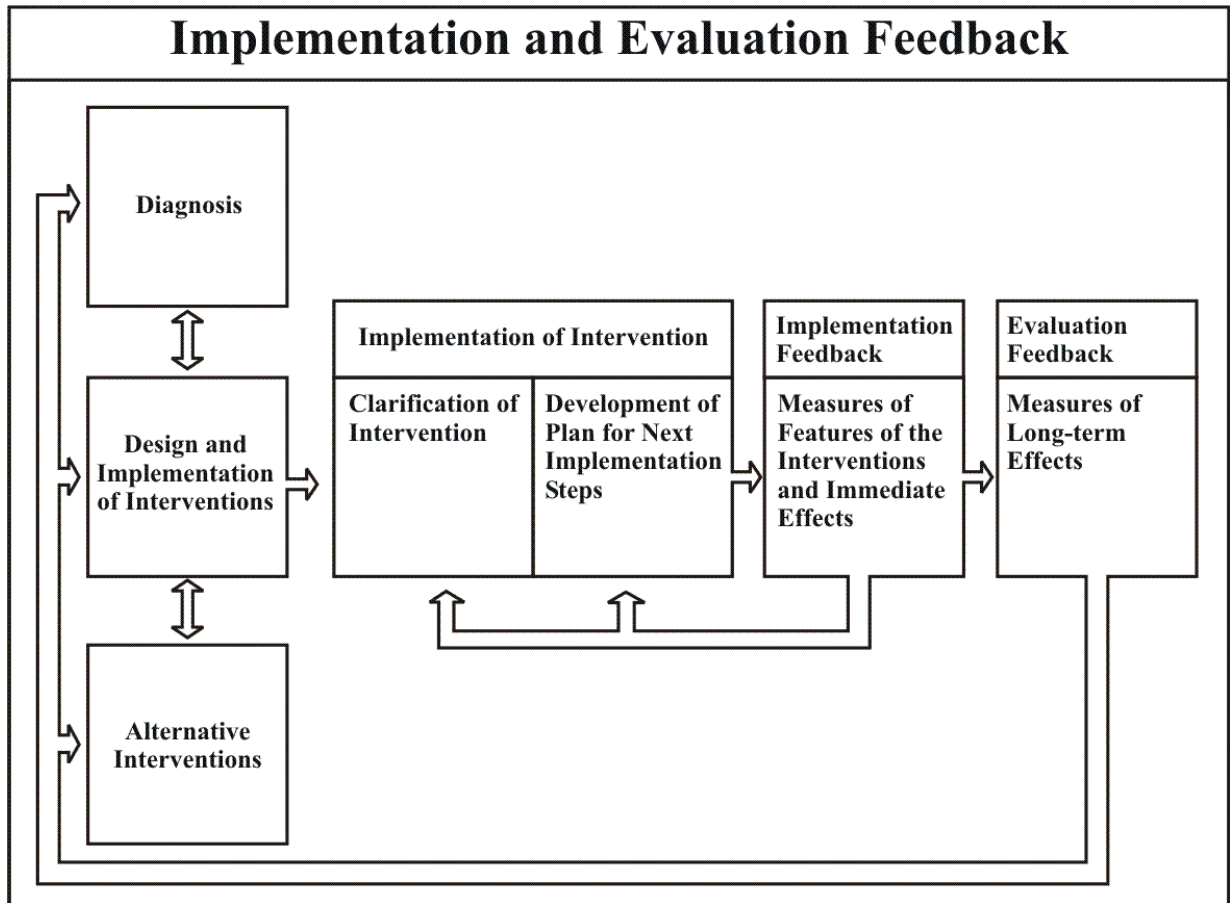 Implementation and Evaluation Feedback
Diagnosis
Design and
Implementation
of Interventions
Alternative
Interventions
Implementation of Intervention
Clarification of
Intervention
Development of
Plan for Next
Implementation
Steps
Implementation
Feedback
Measures of
Features of the
Interventions
and Immediate
Effects
Evaluation
Feedback
Measures of
Long-term
Effects